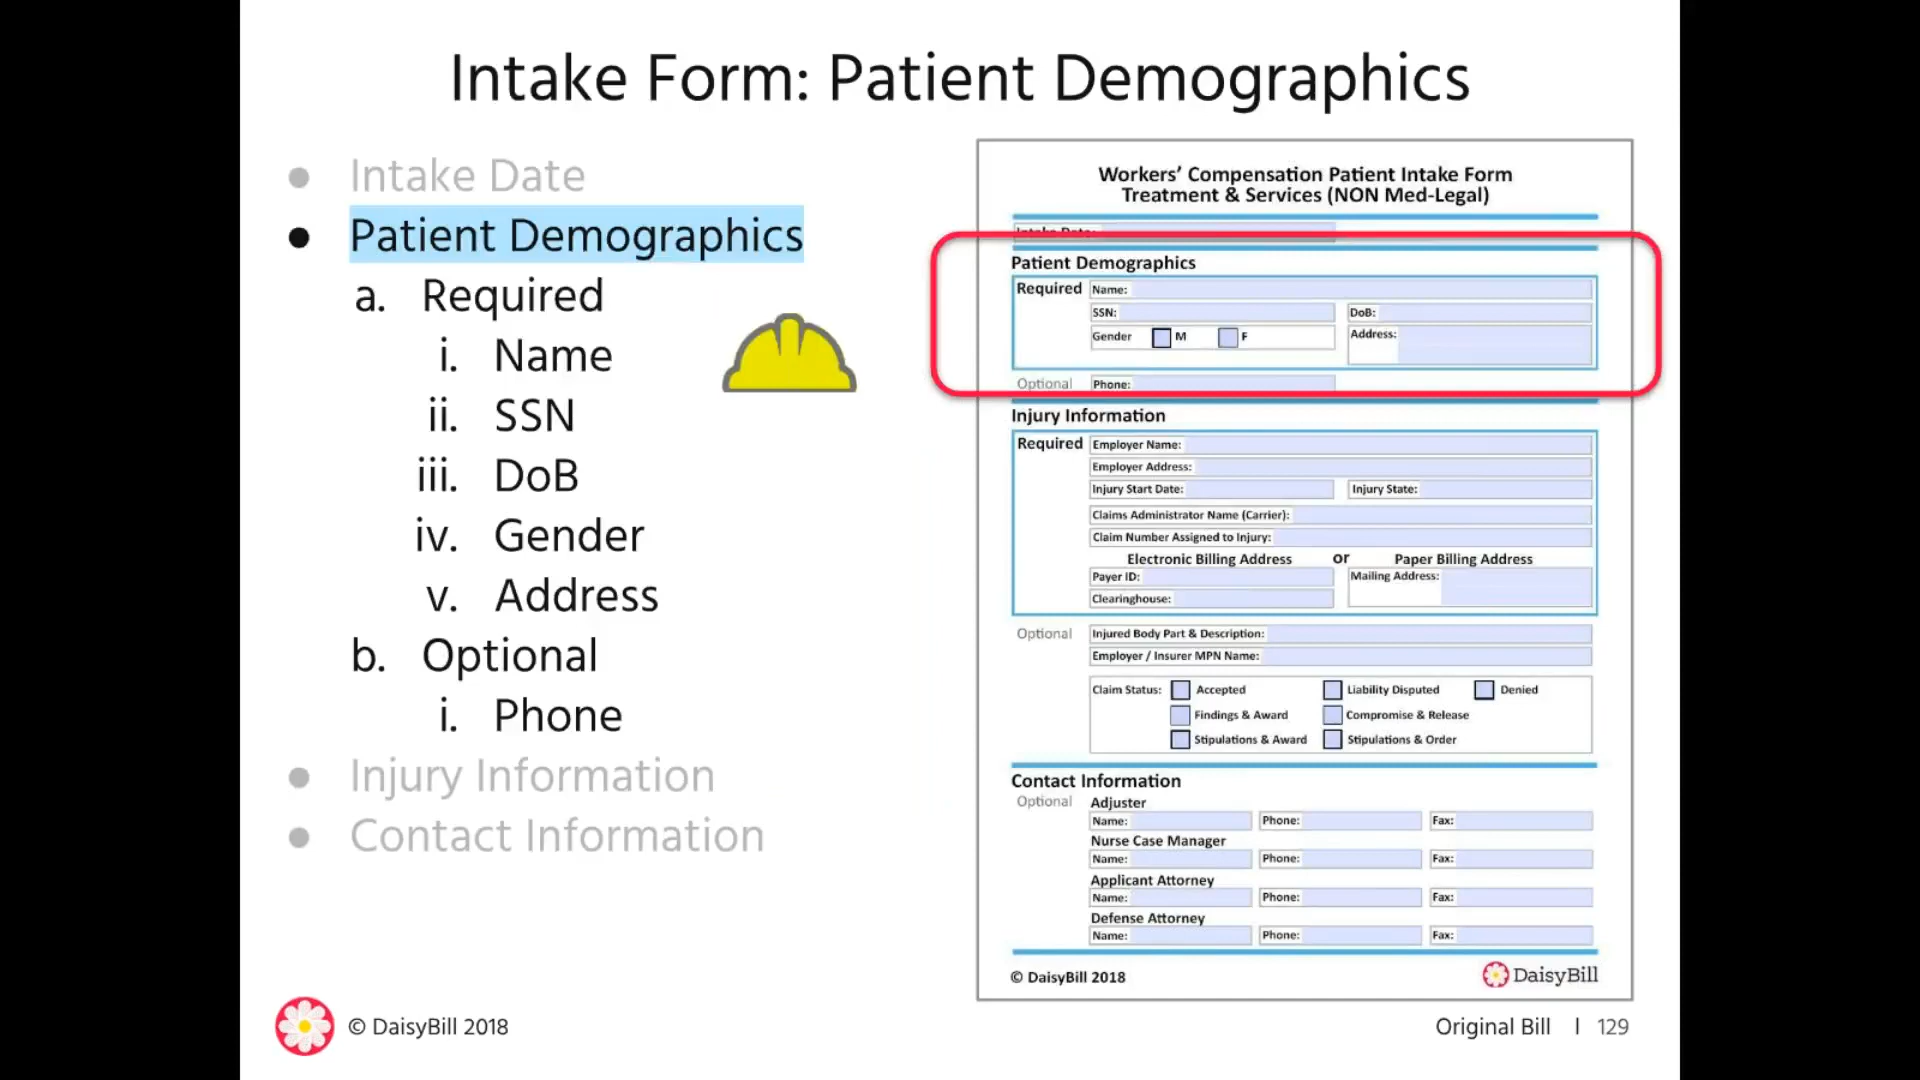 Intake Form: Patient Demographics
● Intake Date
● Patient Demographics
a. Required
i. Name
ii. SSN
iii. DoB
iv. Gender
v. Address
b. Optional
i. Phone
● Injury Information
● Contact Information
Workers' Compensation Patient Intake Form
Treatment & Services (NON Med-Legal)
Intake Date:
Patient Demographics
Required Name:
SSN: DoB:
Gender M F Address:
Optional Phone:
Injury Information
Required Employer Name:
Employer Address:
Injury Start Date: Injury State:
Claims Administrator Name (Carrier):
Claim Number Assigned to Injury:
Electronic Billing Address or Paper Billing Address
Payer ID: Mailing Address:
Clearinghouse:
Optional Injured Body Part & Description:
Employer / Insurer MPN Name:
Claim Status: Accepted Liability Disputed Denied
Findings & Award Compromise & Release
Stipulations & Award Stipulations & Order
Contact Information
Optional Adjuster
Name: Phone: Fax:
Nurse Case Manager
Name: Phone: Fax:
Applicant Attorney
Name: Phone: Fax:
Defense Attorney
Name: Phone: Fax:
© DaisyBill 2018 DaisyBill
© DaisyBill 2018
Original Bill | 129